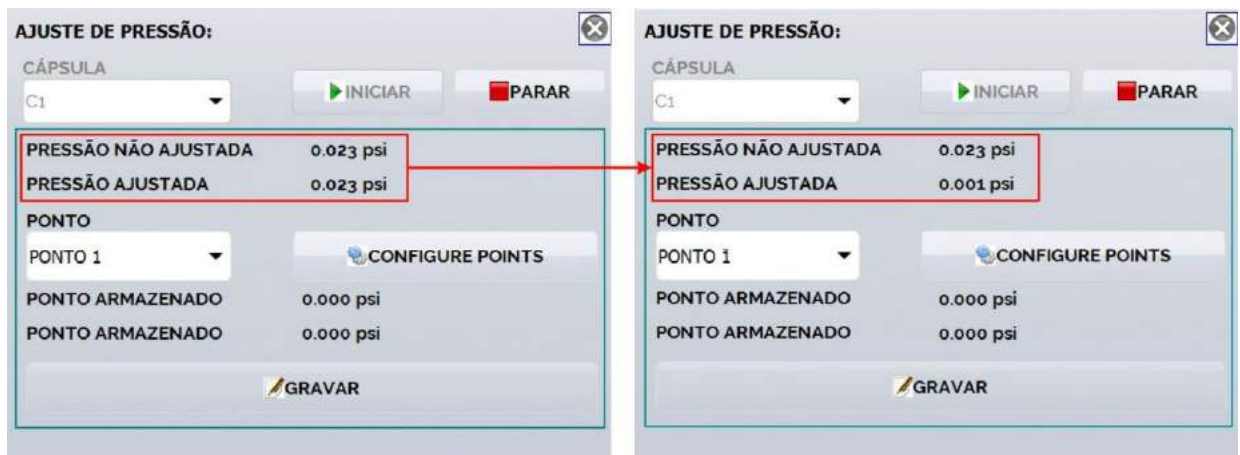 AJUSTE DE PRESSÃO:
CÁPSULA
C1
INICIAR
PARAR
PRESSÃO NÃO AJUSTADA 0.023 psi
PRESSÃO AJUSTADA 0.023 psi
PONTO
PONTO 1
CONFIGURE POINTS
PONTO ARMAZENADO 0.000 psi
PONTO ARMAZENADO 0.000 psi
GRAVAR
AJUSTE DE PRESSÃO:
CÁPSULA
C1
INICIAR
PARAR
PRESSÃO NÃO AJUSTADA 0.023 psi
PRESSÃO AJUSTADA 0.001 psi
PONTO
PONTO 1
CONFIGURE POINTS
PONTO ARMAZENADO 0.000 psi
PONTO ARMAZENADO 0.000 psi
GRAVAR